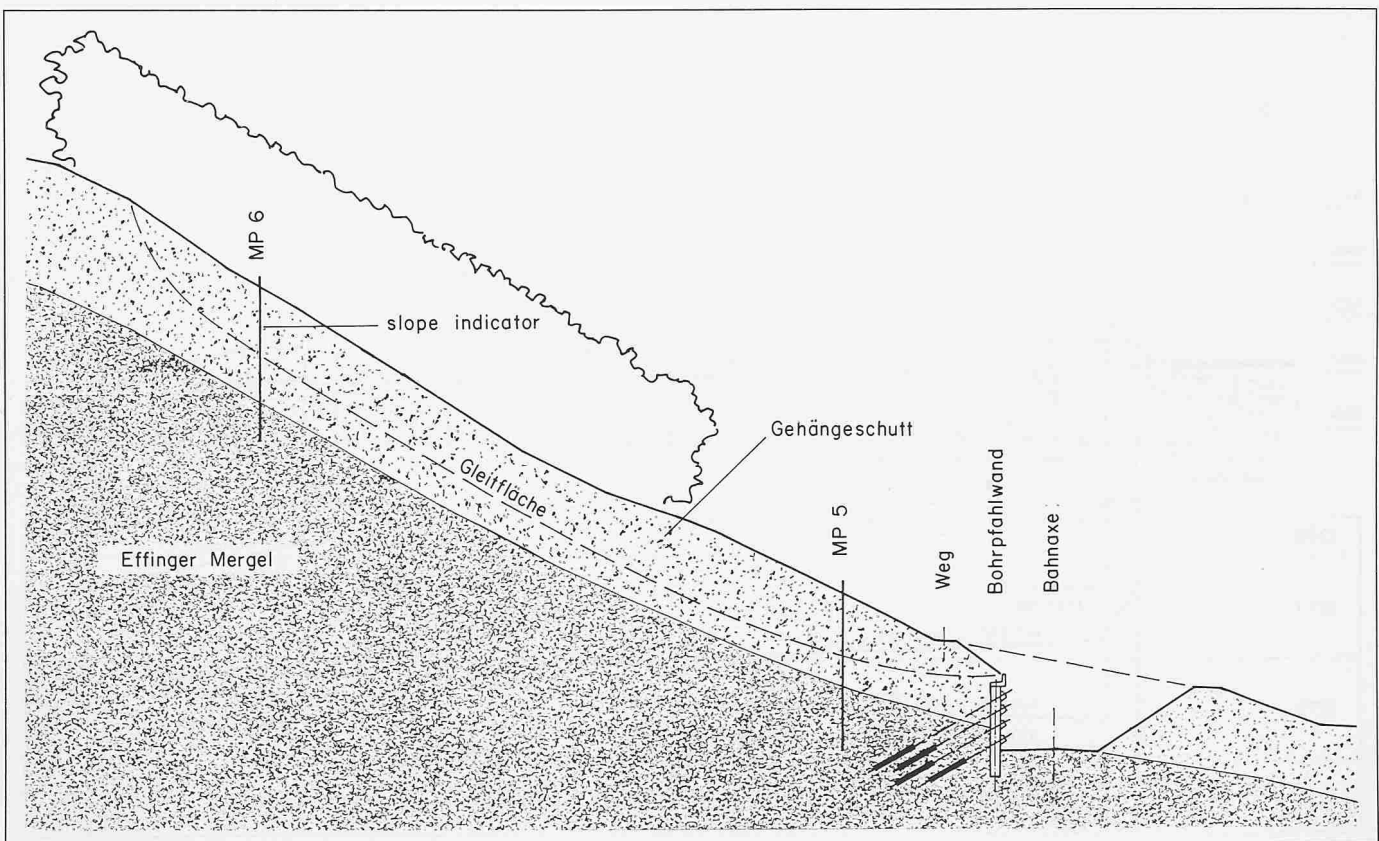 MP 6
slope indicator
Gehängeschutt
Gleitfläche
MP 5
Weg
Bohrpfahlwand
Bahnaxe
Effinger Mergel